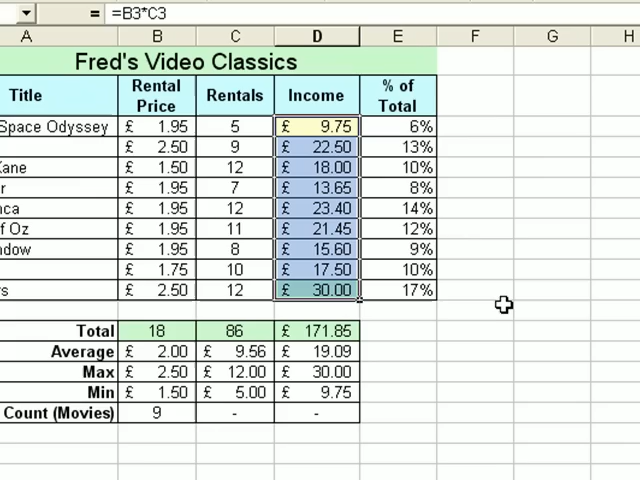 = =B3*C3
A B C D E F G H
Fred's Video Classics
Title Rental Price Rentals Income % of Total
Space Odyssey £ 1.95 5 £ 9.75 6%
£ 2.50 9 £ 22.50 13%
Kane £ 1.50 12 £ 18.00 10%
r £ 1.95 7 £ 13.65 8%
nca £ 1.95 12 £ 23.40 14%
of Oz £ 1.95 11 £ 21.45 12%
ndow £ 1.95 8 £ 15.60 9%
£ 1.75 10 £ 17.50 10%
s £ 2.50 12 £ 30.00 17%
Total 18 86 £ 171.85
Average £ 2.00 £ 9.56 £ 19.09
Max £ 2.50 £ 12.00 £ 30.00
Min £ 1.50 £ 5.00 £ 9.75
Count (Movies) 9 - -